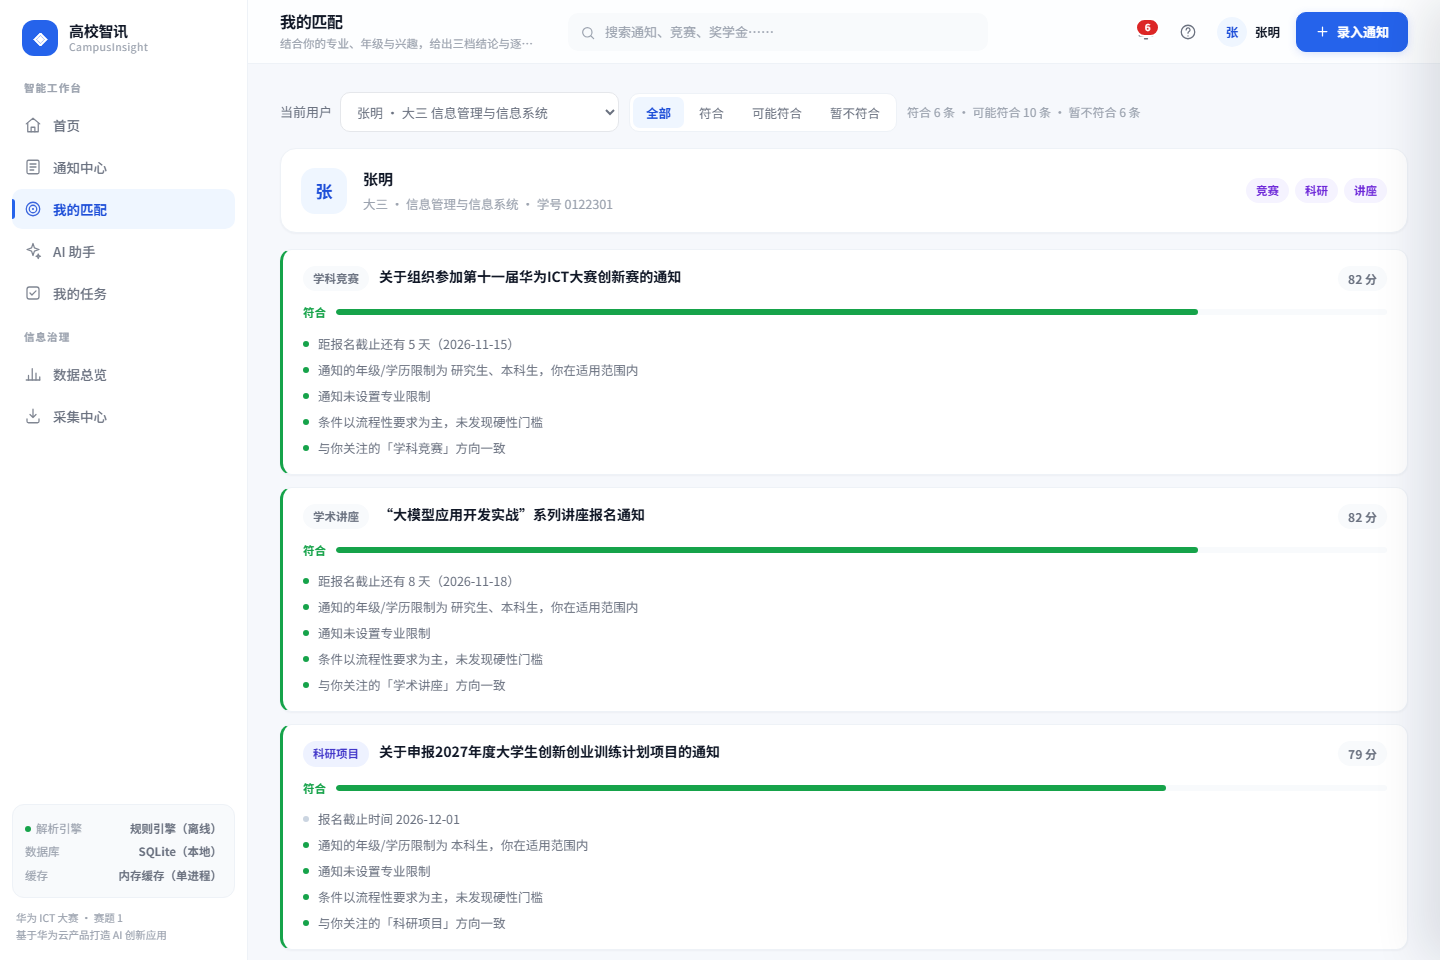 高校智讯
CampusInsight
智能工作台
首页
通知中心
我的匹配
AI 助手
我的任务
信息治理
数据总览
采集中心
解析引擎 规则引擎（离线）
数据库 SQLite（本地）
缓存 内存缓存（单进程）
华为 ICT 大赛 · 赛题 1
基于华为云产品打造 AI 创新应用
我的匹配
结合你的专业、年级与兴趣，给出三档结论与逐…
搜索通知、竞赛、奖学金……
6
张 张明
录入通知
当前用户 张明 · 大三 信息管理与信息系统 全部 符合 可能符合 暂不符合 符合 6 条 · 可能符合 10 条 · 暂不符合 6 条
张
张明
大三 · 信息管理与信息系统 · 学号 0122301
竞赛 科研 讲座
学科竞赛 关于组织参加第十一届华为ICT大赛创新赛的通知 82 分
符合
距报名截止还有 5 天（2026-11-15）
通知的年级/学历限制为 研究生、本科生，你在适用范围内
通知未设置专业限制
条件以流程性要求为主，未发现硬性门槛
与你关注的「学科竞赛」方向一致
学术讲座 “大模型应用开发实战”系列讲座报名通知 82 分
符合
距报名截止还有 8 天（2026-11-18）
通知的年级/学历限制为 研究生、本科生，你在适用范围内
通知未设置专业限制
条件以流程性要求为主，未发现硬性门槛
与你关注的「学术讲座」方向一致
科研项目 关于申报2027年度大学生创新创业训练计划项目的通知 79 分
符合
报名截止时间 2026-12-01
通知的年级/学历限制为 本科生，你在适用范围内
通知未设置专业限制
条件以流程性要求为主，未发现硬性门槛
与你关注的「科研项目」方向一致